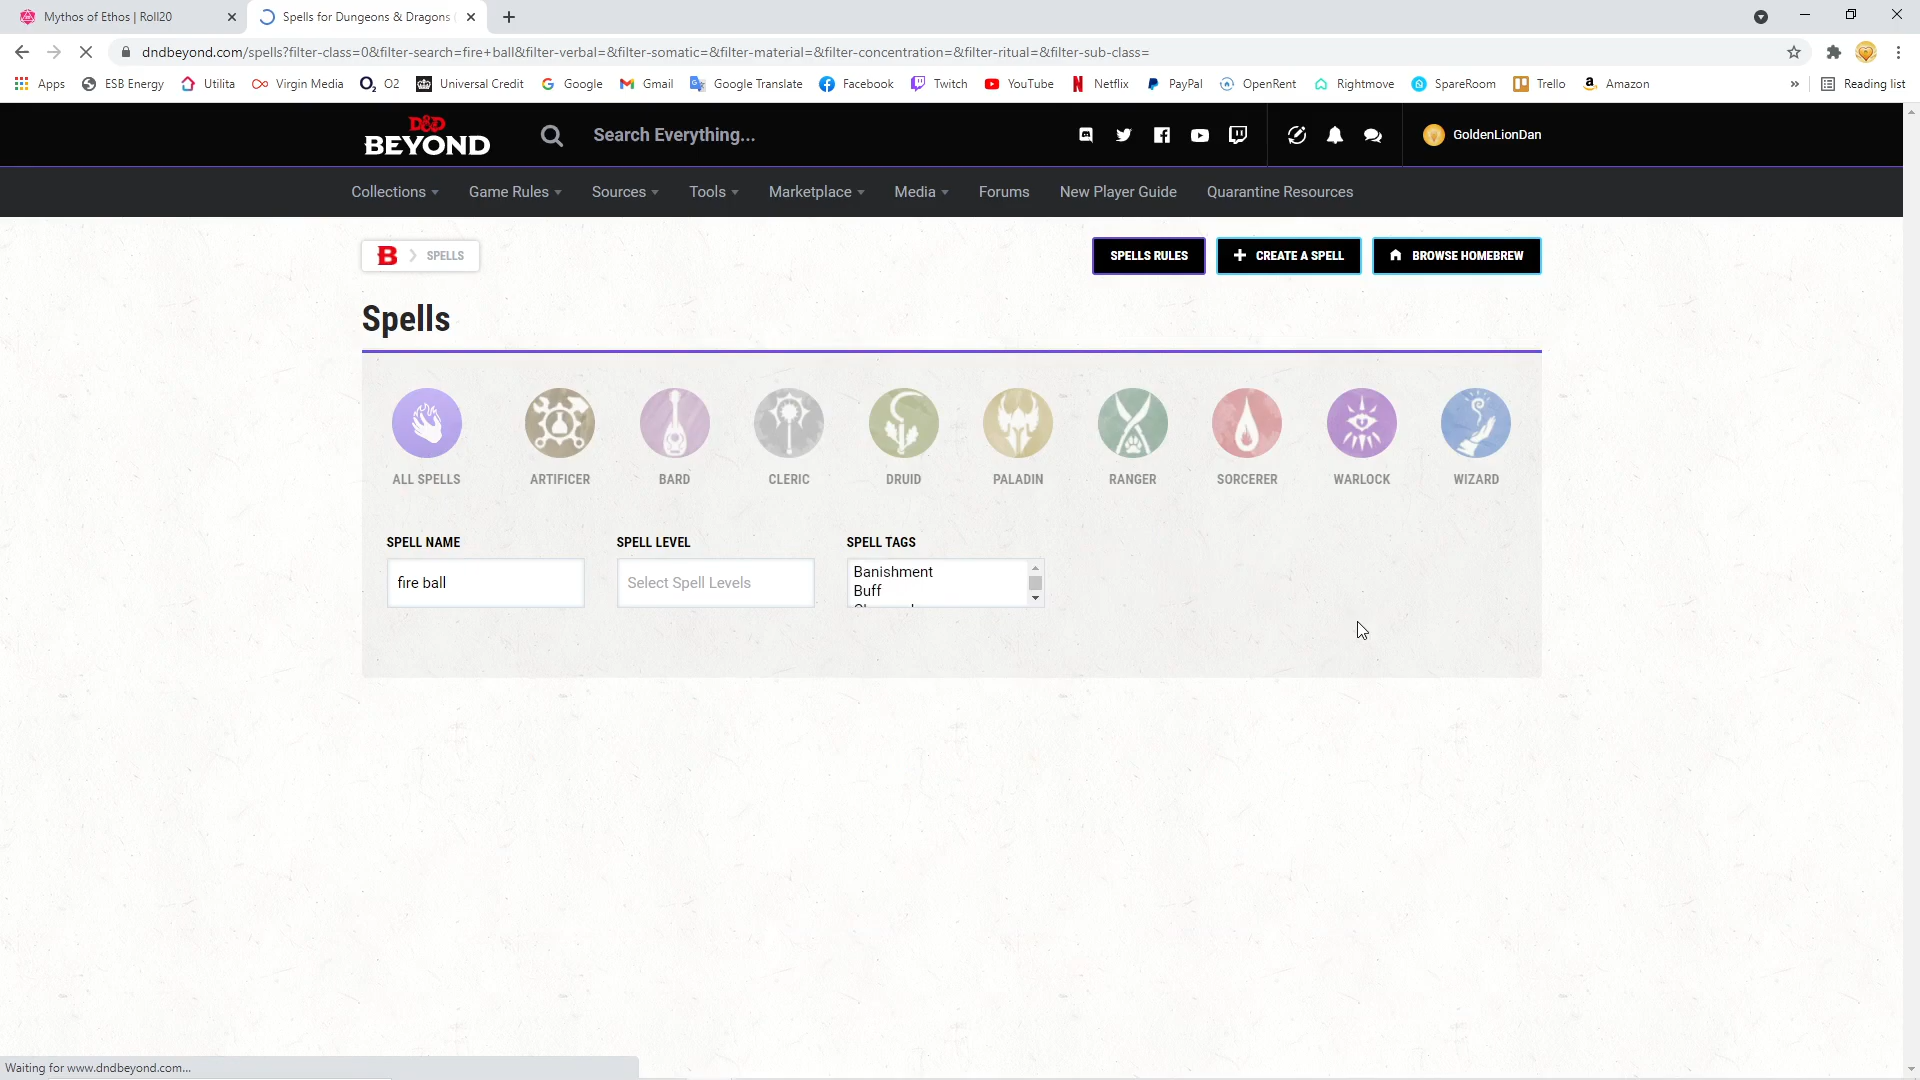 Mythos of Ethos | Roll20
Spells for Dungeons & Dragons
dndbeyond.com/spells?filter-class=0&filter-search=fire+ball&filter-verbal=&filter-somatic=&filter-material=&filter-concentration=&filter-ritual=&filter-sub-class=
Apps ESB Energy Utilita Virgin Media O2 Universal Credit Google Gmail Google Translate Facebook Twitch YouTube Netflix PayPal OpenRent Rightmove SpareRoom Trello Amazon » Reading list
D&D
BEYOND
Search Everything...
GoldenLionDan
Collections Game Rules Sources Tools Marketplace Media Forums New Player Guide Quarantine Resources
B SPELLS
SPELLS RULES
CREATE A SPELL
BROWSE HOMEBREW
Spells
ALL SPELLS ARTIFICER BARD CLERIC DRUID PALADIN RANGER SORCERER WARLOCK WIZARD
SPELL NAME SPELL LEVEL SPELL TAGS
fire ball
Select Spell Levels
Banishment
Buff
Waiting for www.dndbeyond.com...